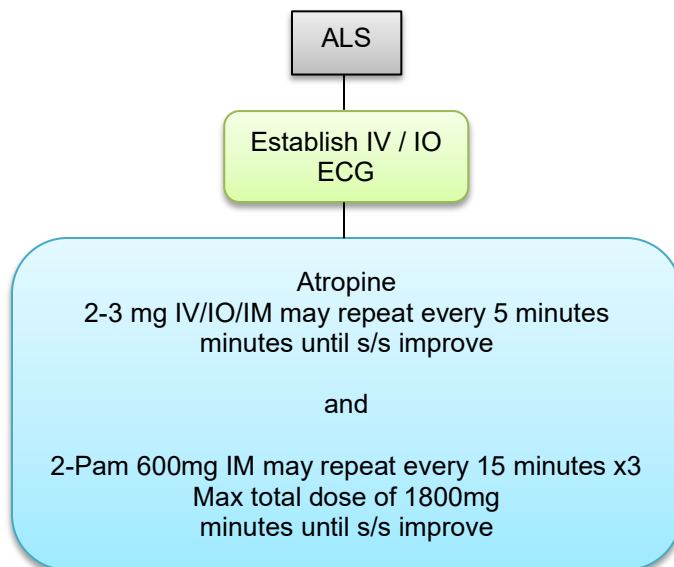 ALS
Establish IV / IO
ECG
Atropine
2-3 mg IV/IO/IM may repeat every 5 minutes
minutes until s/s improve
and
2-Pam 600mg IM may repeat every 15 minutes x3
Max total dose of 1800mg
minutes until s/s improve